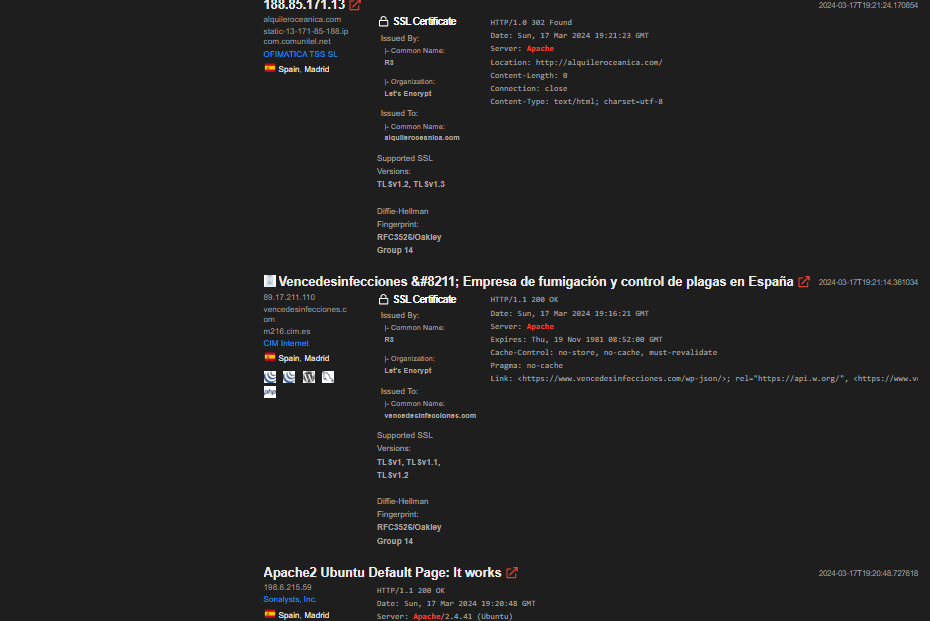 188.85.171.13
2024-03-17T19:21:24.170854
alquileroceanica.com
static-13-171-85-188.ip
com.comunitel.net
OFIMATICA TSS SL
Spain, Madrid
SSL Certificate
Issued By:
|- Common Name:
R3
|- Organization:
Let's Encrypt
Issued To:
|- Common Name:
alquileroceanica.com
Supported SSL
Versions:
TLSv1.2, TLSv1.3
Diffie-Hellman
Fingerprint:
RFC3526/Oakley
Group 14
HTTP/1.0 302 Found
Date: Sun, 17 Mar 2024 19:21:23 GMT
Server: Apache
Location: http://alquileroceanica.com/
Content-Length: 0
Connection: close
Content-Type: text/html; charset=utf-8
Vencedesinfecciones &#8211; Empresa de fumigación y control de plagas en España
2024-03-17T19:21:14.361034
89.17.211.110
vencedesinfecciones.c
om
m216.cim.es
CIM Internet
Spain, Madrid
php
SSL Certificate
Issued By:
|- Common Name:
R3
|- Organization:
Let's Encrypt
Issued To:
|- Common Name:
vencedesinfecciones.com
Supported SSL
Versions:
TLSv1, TLSv1.1,
TLSv1.2
Diffie-Hellman
Fingerprint:
RFC3526/Oakley
Group 14
HTTP/1.1 200 OK
Date: Sun, 17 Mar 2024 19:16:21 GMT
Server: Apache
Expires: Thu, 19 Nov 1981 08:52:00 GMT
Cache-Control: no-store, no-cache, must-revalidate
Pragma: no-cache
Link: <https://www.vencedesinfecciones.com/wp-json/>; rel="https://api.w.org/", <https://www.v
Apache2 Ubuntu Default Page: It works
2024-03-17T19:20:48.727618
198.6.215.59
Sonalysts, Inc.
Spain, Madrid
HTTP/1.1 200 OK
Date: Sun, 17 Mar 2024 19:20:48 GMT
Server: Apache/2.4.41 (Ubuntu)